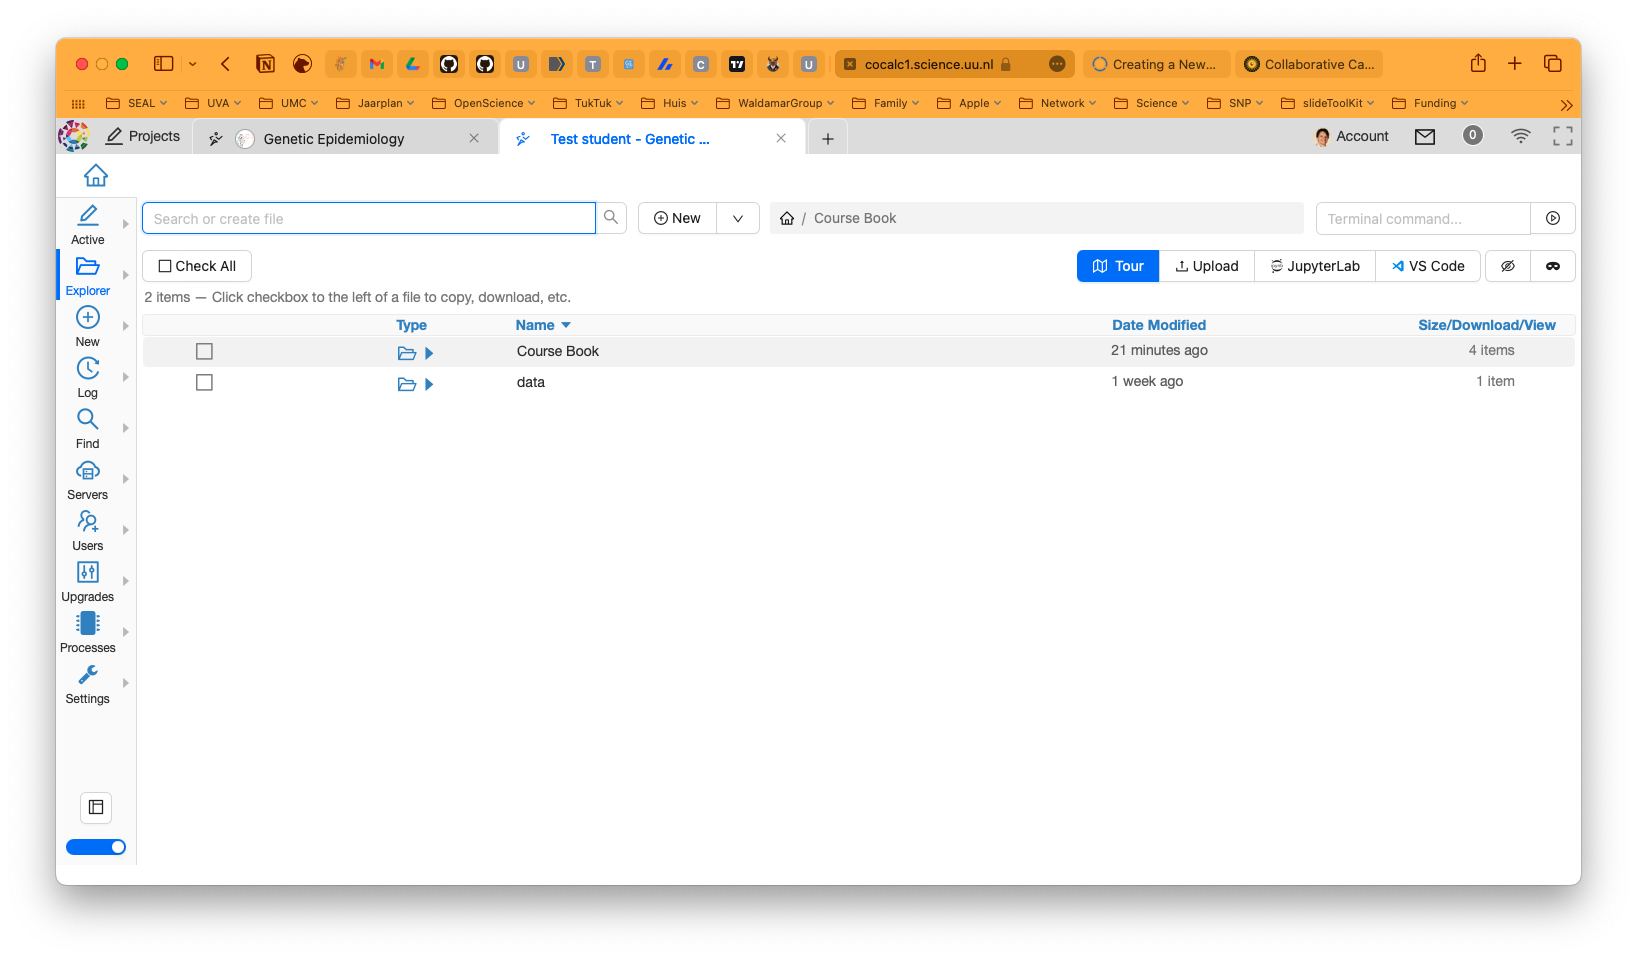 cocalc1.science.uu.nl
Creating a New...
Collaborative Ca...
SEAL UVA UMC Jaarplan OpenScience TukTuk Huis WaldamarGroup Family Apple Network Science SNP slideToolKit Funding
Projects
Genetic Epidemiology
Test student - Genetic ...
Account
0
Search or create file
New
/ Course Book
Terminal command...
Active
Explorer
New
Log
Find
Servers
Users
Upgrades
Processes
Settings
Check All
Tour
Upload
JupyterLab
VS Code
2 items — Click checkbox to the left of a file to copy, download, etc.
Type Name Date Modified Size/Download/View
Course Book 21 minutes ago 4 items
data 1 week ago 1 item